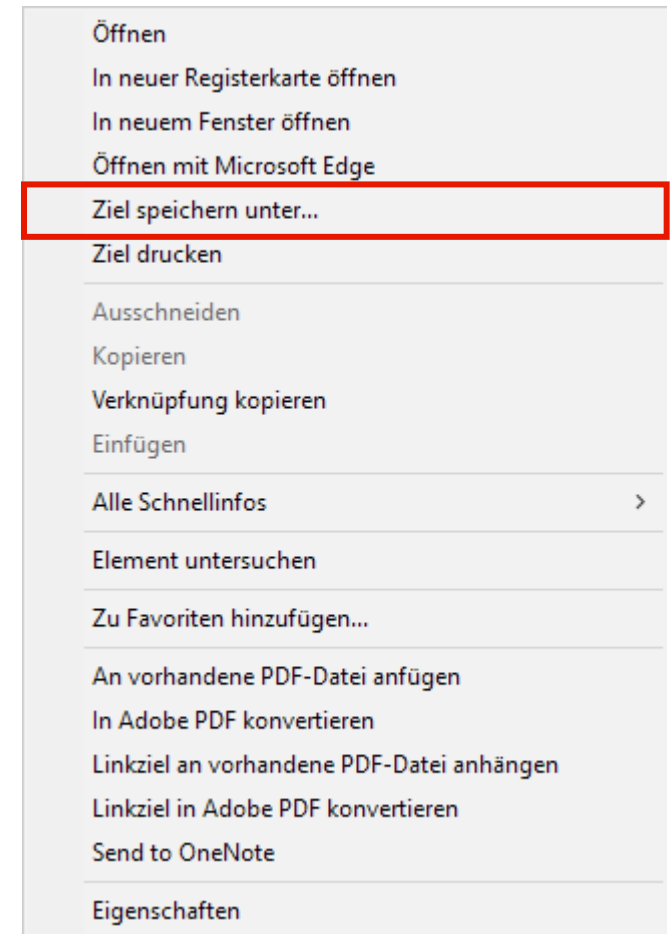 Öffnen
In neuer Registerkarte öffnen
In neuem Fenster öffnen
Öffnen mit Microsoft Edge
Ziel speichern unter...
Ziel drucken
Ausschneiden
Kopieren
Verknüpfung kopieren
Einfügen
Alle Schnellinfos
Element untersuchen
Zu Favoriten hinzufügen...
An vorhandene PDF-Datei anfügen
In Adobe PDF konvertieren
Linkziel an vorhandene PDF-Datei anhängen
Linkziel in Adobe PDF konvertieren
Send to OneNote
Eigenschaften